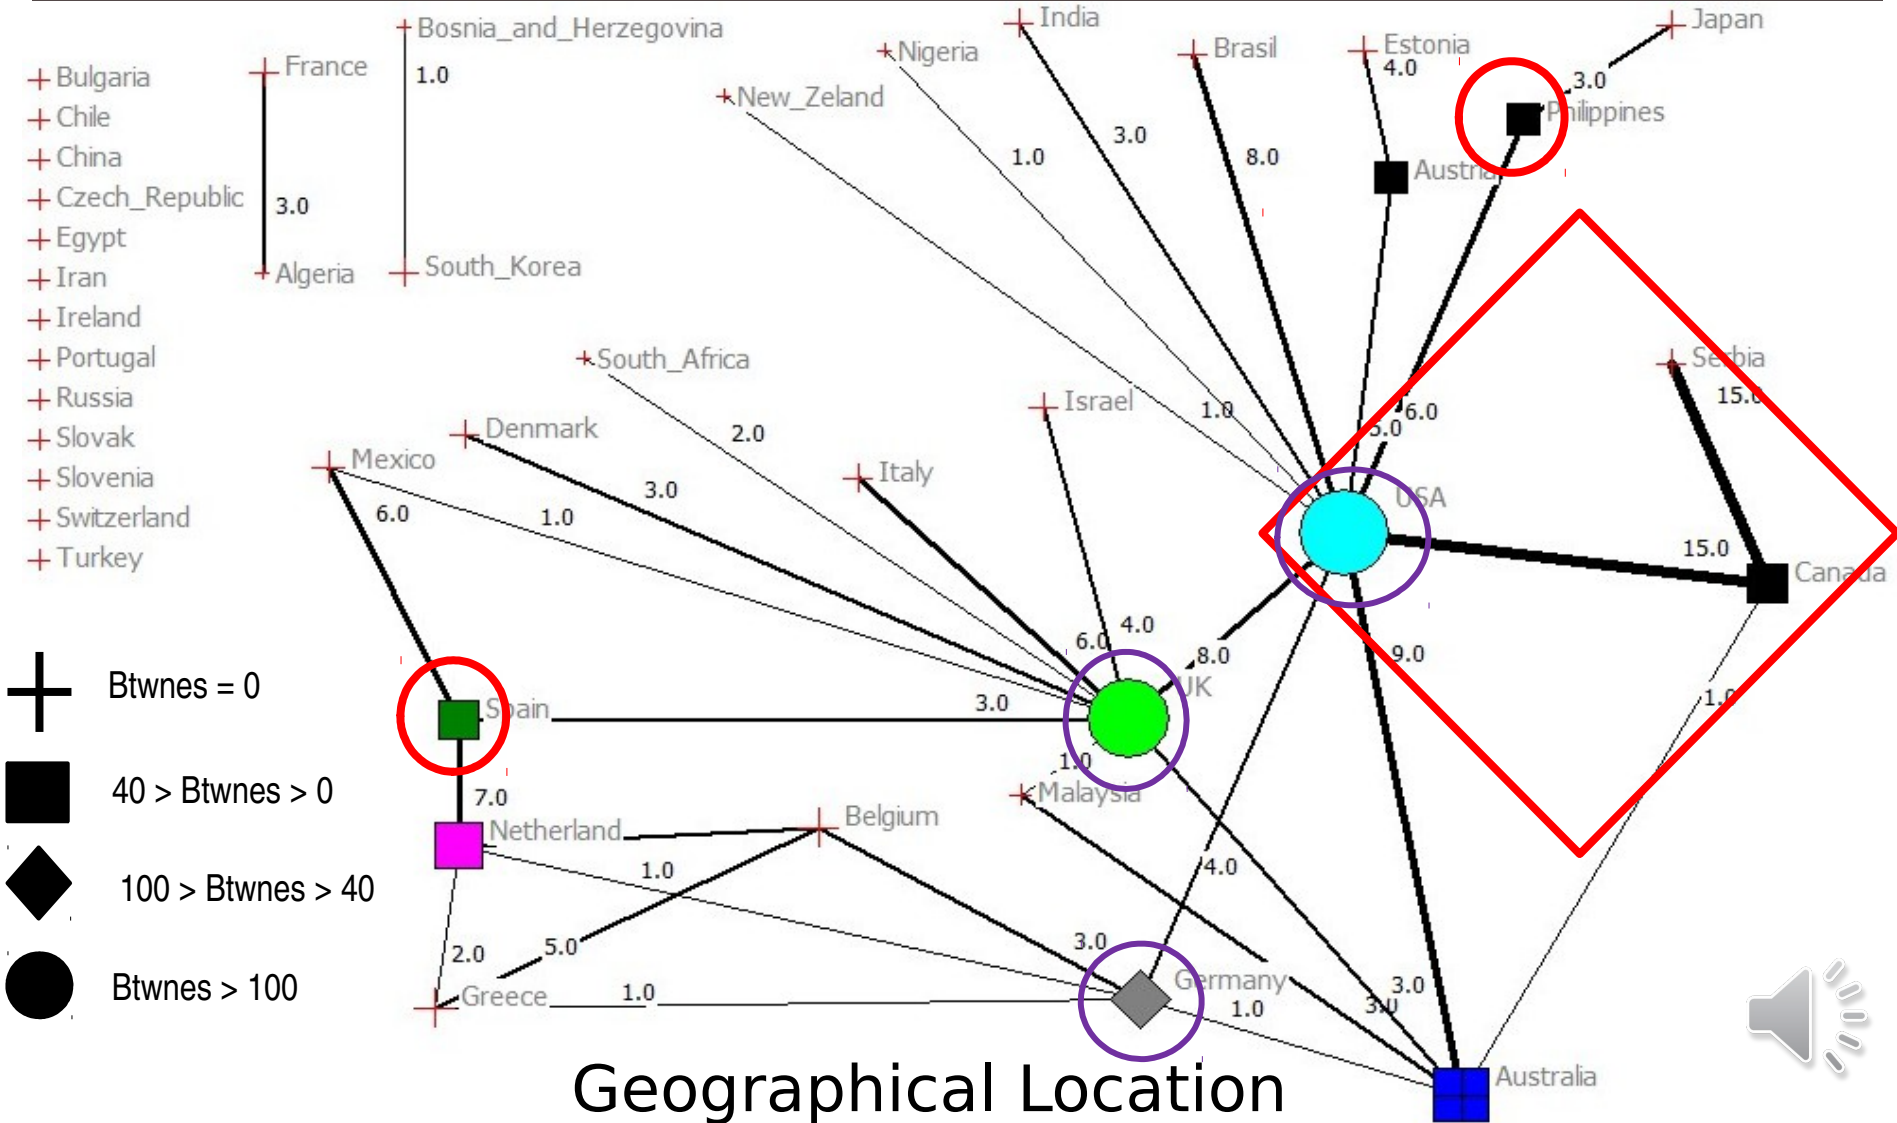 Bosnia_and_Herzegovina
India
Japan
Nigeria
Brasil
Estonia
4.0
Bulgaria
France
1.0
3.0
New_Zeland
Philippines
Chile
3.0
China
1.0
8.0
Austria
Czech_Republic
3.0
Egypt
Iran
Algeria
South_Korea
Ireland
Portugal
South_Africa
Serbia
15.0
Russia
Israel
1.0
6.0
5.0
Slovak
Denmark
2.0
Mexico
Italy
Slovenia
3.0
USA
Switzerland
6.0
1.0
Turkey
15.0
Canada
4.0
6.0
8.0
9.0
Btwnes = 0
UK
1.0
Spain
3.0
1.0
40 > Btwnes > 0
7.0
Malaysia
Netherland
Belgium
1.0
4.0
100 > Btwnes > 40
2.0
5.0
3.0
Btwnes > 100
Greece
1.0
Germany
1.0
3.0
3.0
Australia
Geographical Location